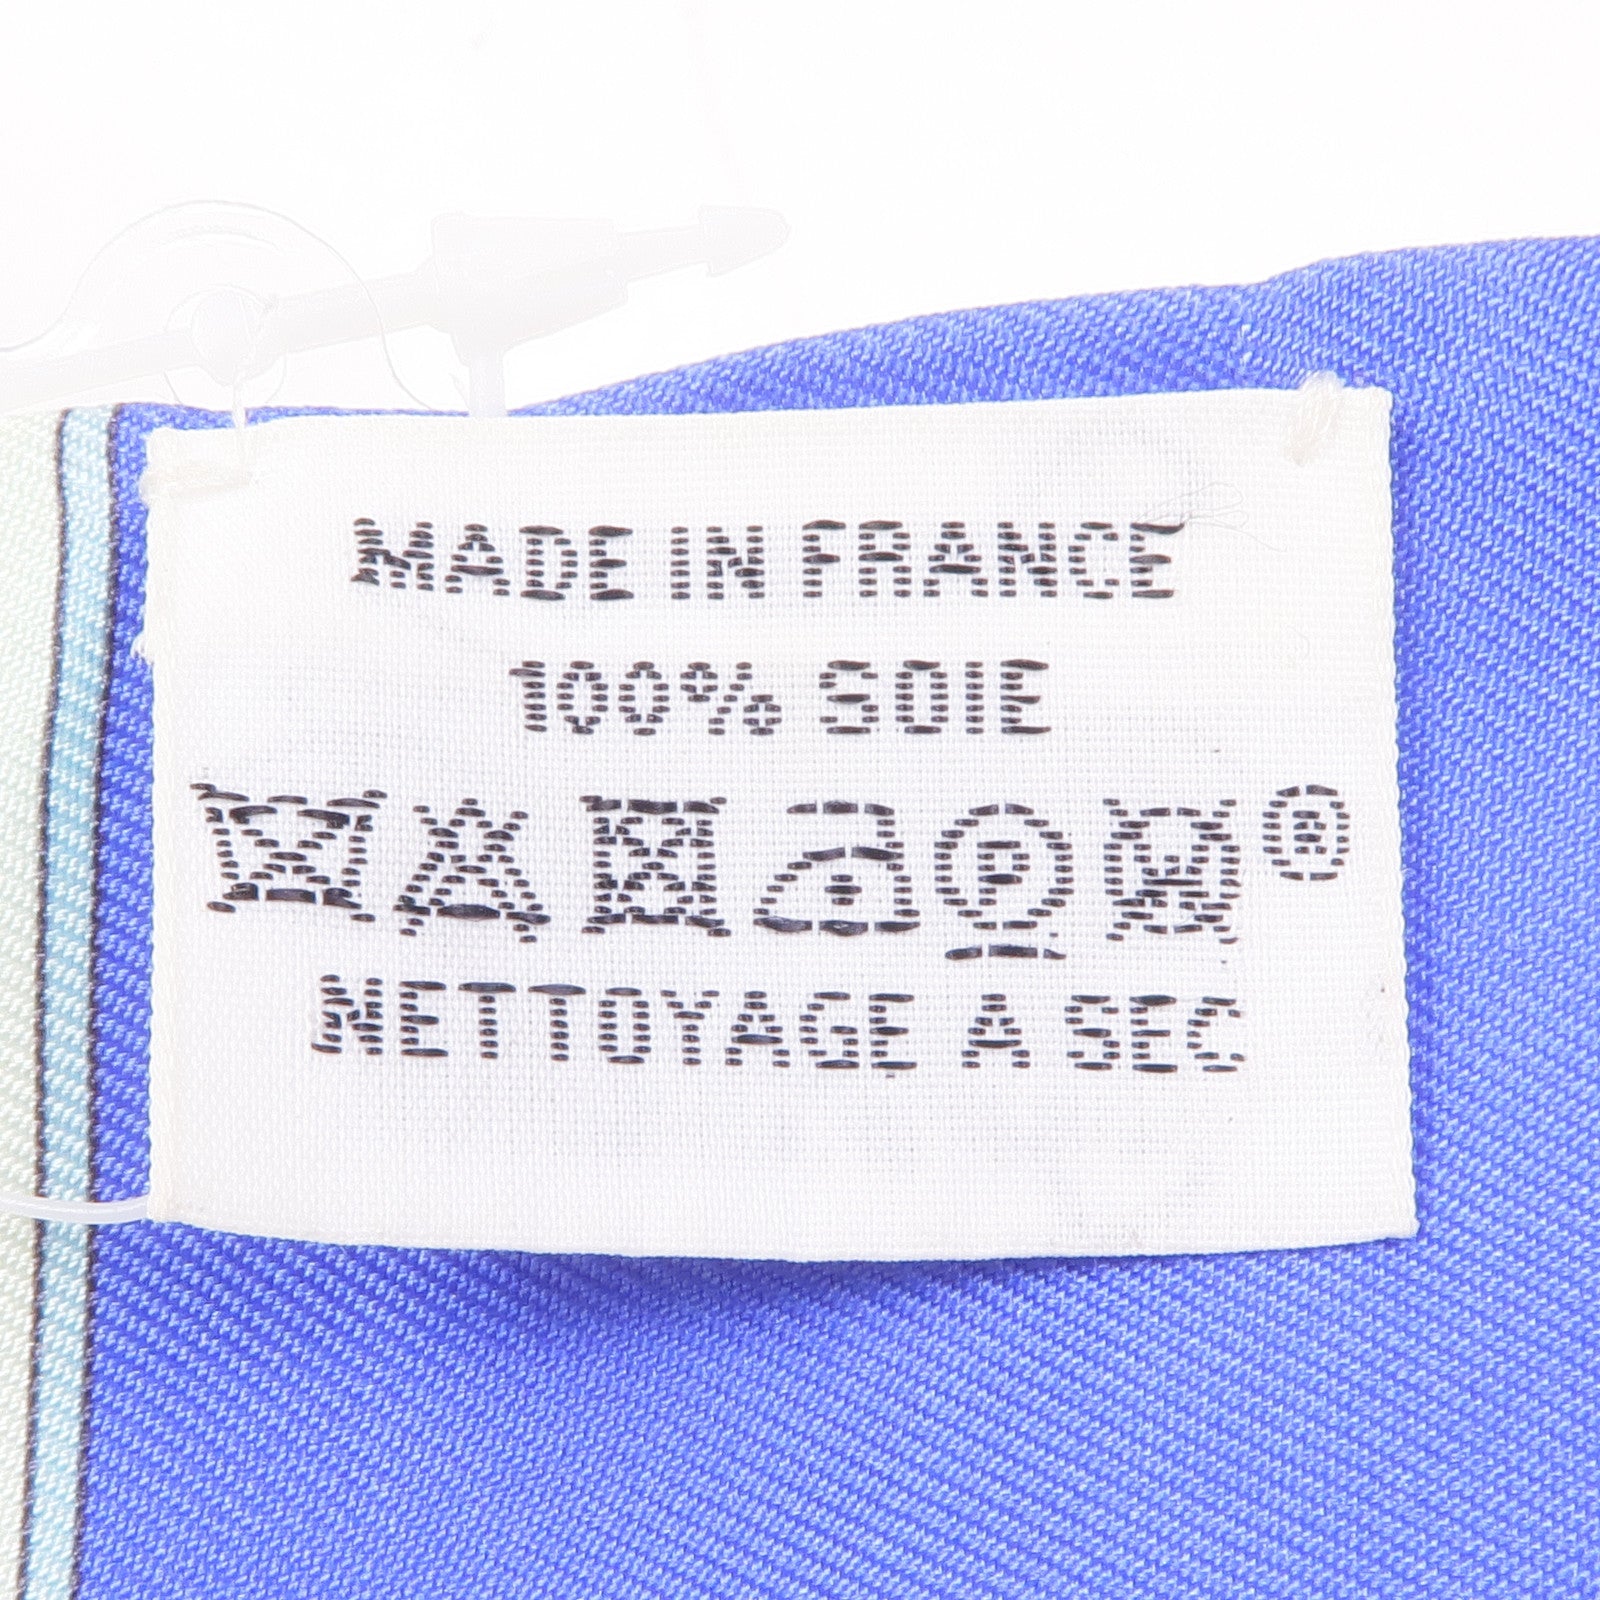 MADE IN FRANCE
100% SOIE
P ®
NETTOYAGE A SEC